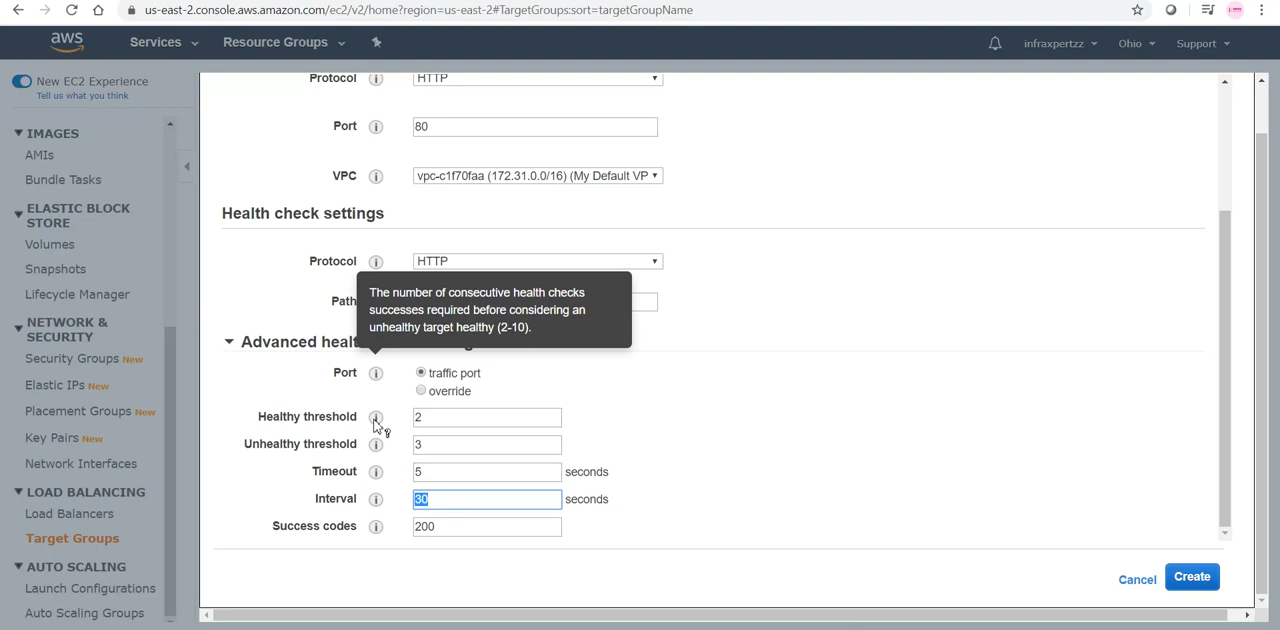 us-east-2.console.aws.amazon.com/ec2/v2/home?region=us-east-2#TargetGroups:sort=targetGroupName
aws
Services
Resource Groups
infraxpertzz
Ohio
Support
New EC2 Experience
Tell us what you think
IMAGES
AMIs
Bundle Tasks
ELASTIC BLOCK
STORE
Volumes
Snapshots
Lifecycle Manager
NETWORK &
SECURITY
Security Groups New
Elastic IPs New
Placement Groups New
Key Pairs New
Network Interfaces
LOAD BALANCING
Load Balancers
Target Groups
AUTO SCALING
Launch Configurations
Auto Scaling Groups
Protocol HTTP
Port 80
VPC vpc-c1f70faa (172.31.0.0/16) (My Default VP
Health check settings
Protocol HTTP
Path
The number of consecutive health checks
successes required before considering an
unhealthy target healthy (2-10).
Advanced healt
Port traffic port
override
Healthy threshold 2
Unhealthy threshold 3
Timeout 5 seconds
Interval 30 seconds
Success codes 200
Cancel Create